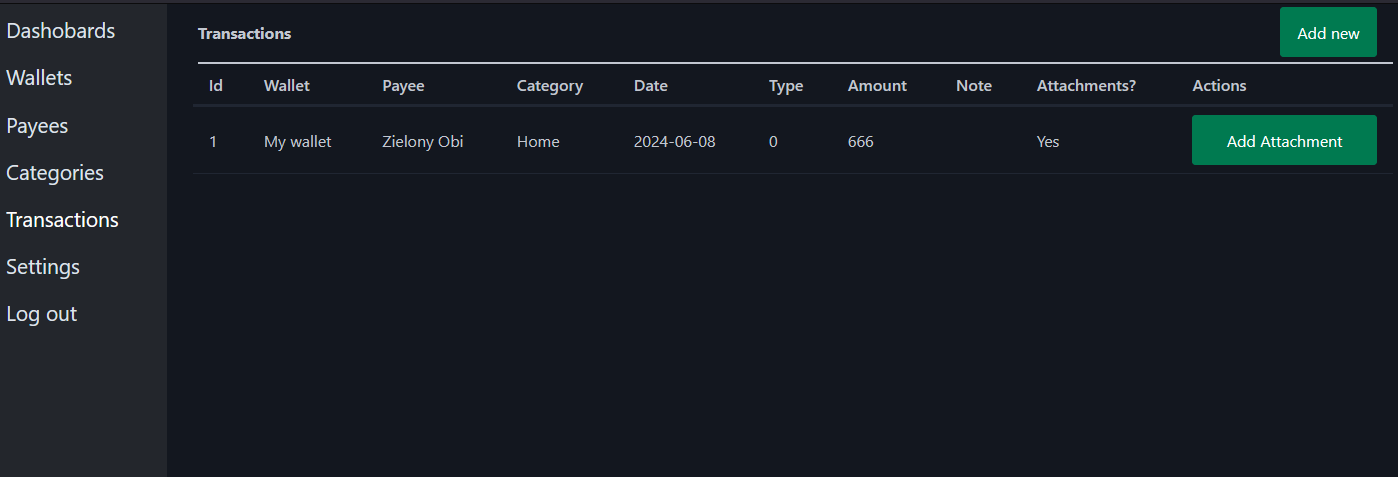 Dashobards
Wallets
Payees
Categories
Transactions
Settings
Log out
Transactions
Add new
Id Wallet Payee Category Date Type Amount Note Attachments? Actions
1 My wallet Zielony Obi Home 2024-06-08 0 666 Yes Add Attachment